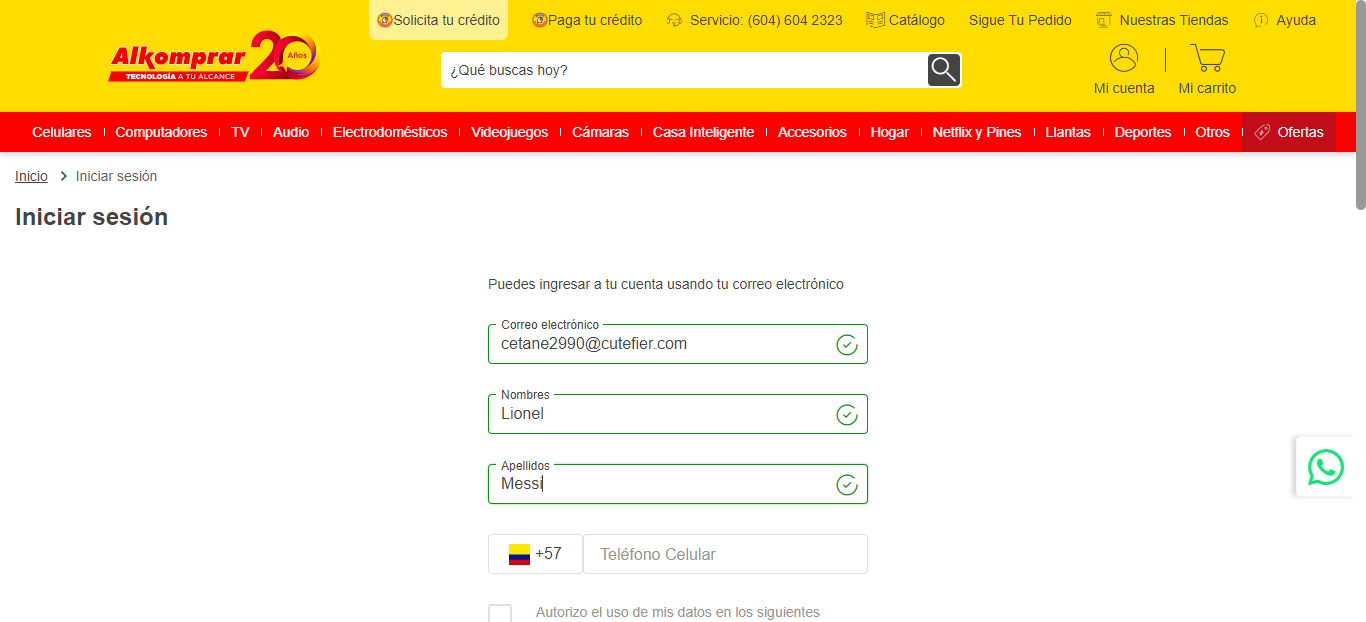 Solicita tu crédito
Paga tu crédito
Servicio: (604) 604 2323
Catálogo
Sigue Tu Pedido
Nuestras Tiendas
Ayuda
Alkomprar 20 Años
TECNOLOGÍA A TU ALCANCE
¿Qué buscas hoy?
Mi cuenta
Mi carrito
Celulares
Computadores
TV
Audio
Electrodomésticos
Videojuegos
Cámaras
Casa Inteligente
Accesorios
Hogar
Netflix y Pines
Llantas
Deportes
Otros
Ofertas
Inicio
Iniciar sesión
Iniciar sesión
Puedes ingresar a tu cuenta usando tu correo electrónico
Correo electrónico
cetane2990@cutefier.com
Nombres
Lionel
Apellidos
Messi
+57
Teléfono Celular
Autorizo el uso de mis datos en los siguientes